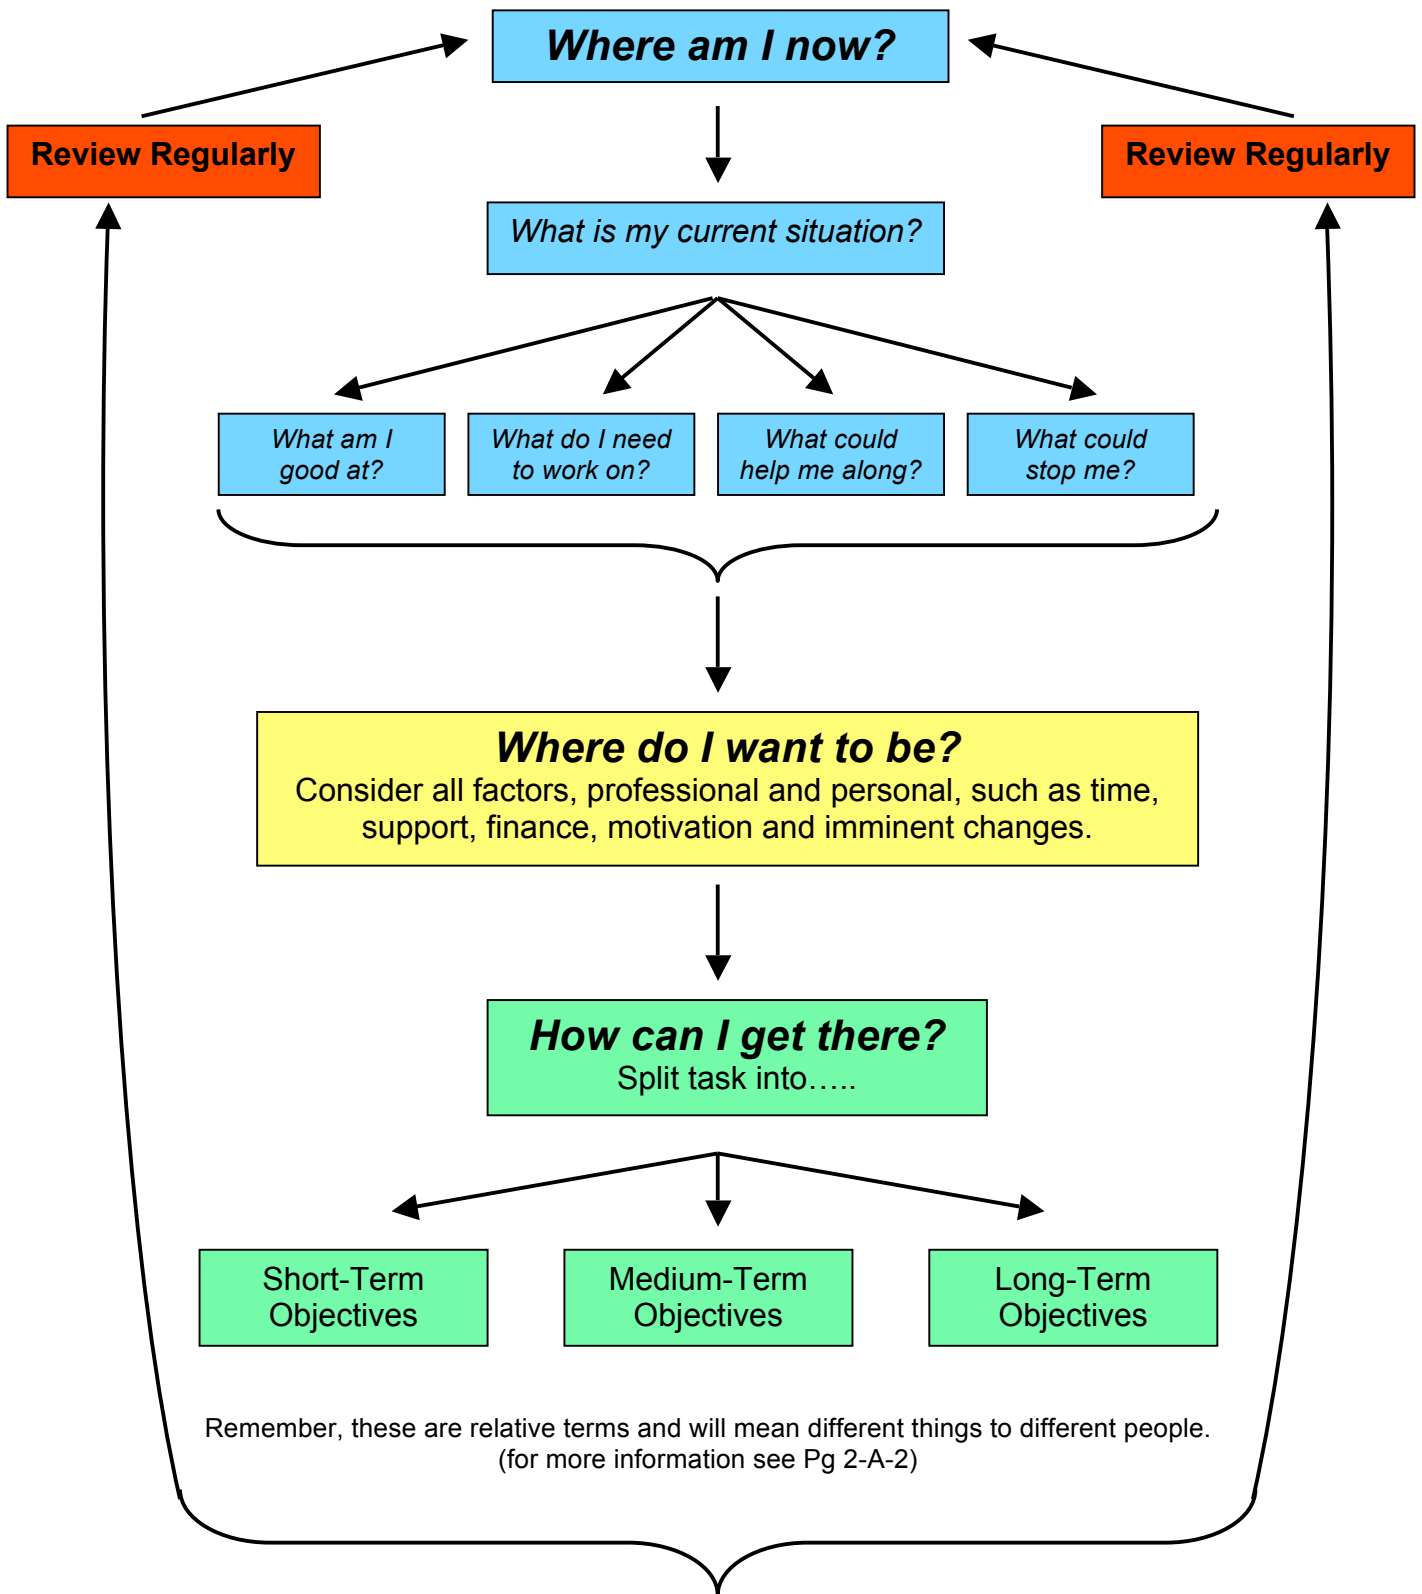 Where am I now?
Review Regularly
Review Regularly
What is my current situation?
What am I
good at?
What do I need
to work on?
What could
help me along?
What could
stop me?
Where do I want to be?
Consider all factors, professional and personal, such as time,
support, finance, motivation and imminent changes.
How can I get there?
Split task into…..
Short-Term
Objectives
Medium-Term
Objectives
Long-Term
Objectives
Remember, these are relative terms and will mean different things to different people.
(for more information see Pg 2-A-2)